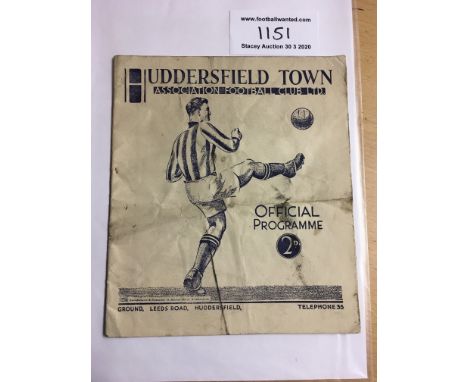 www.footballwanted.com
1151
Stacey Auction 30 3 2020
HUDDERSFIELD TOWN
ASSOCIATION FOOTBALL CLUB LTD.
OFFICIAL
PROGRAMME
2D.
GROUND, LEEDS ROAD, HUDDERSFIELD, TELEPHONE 35